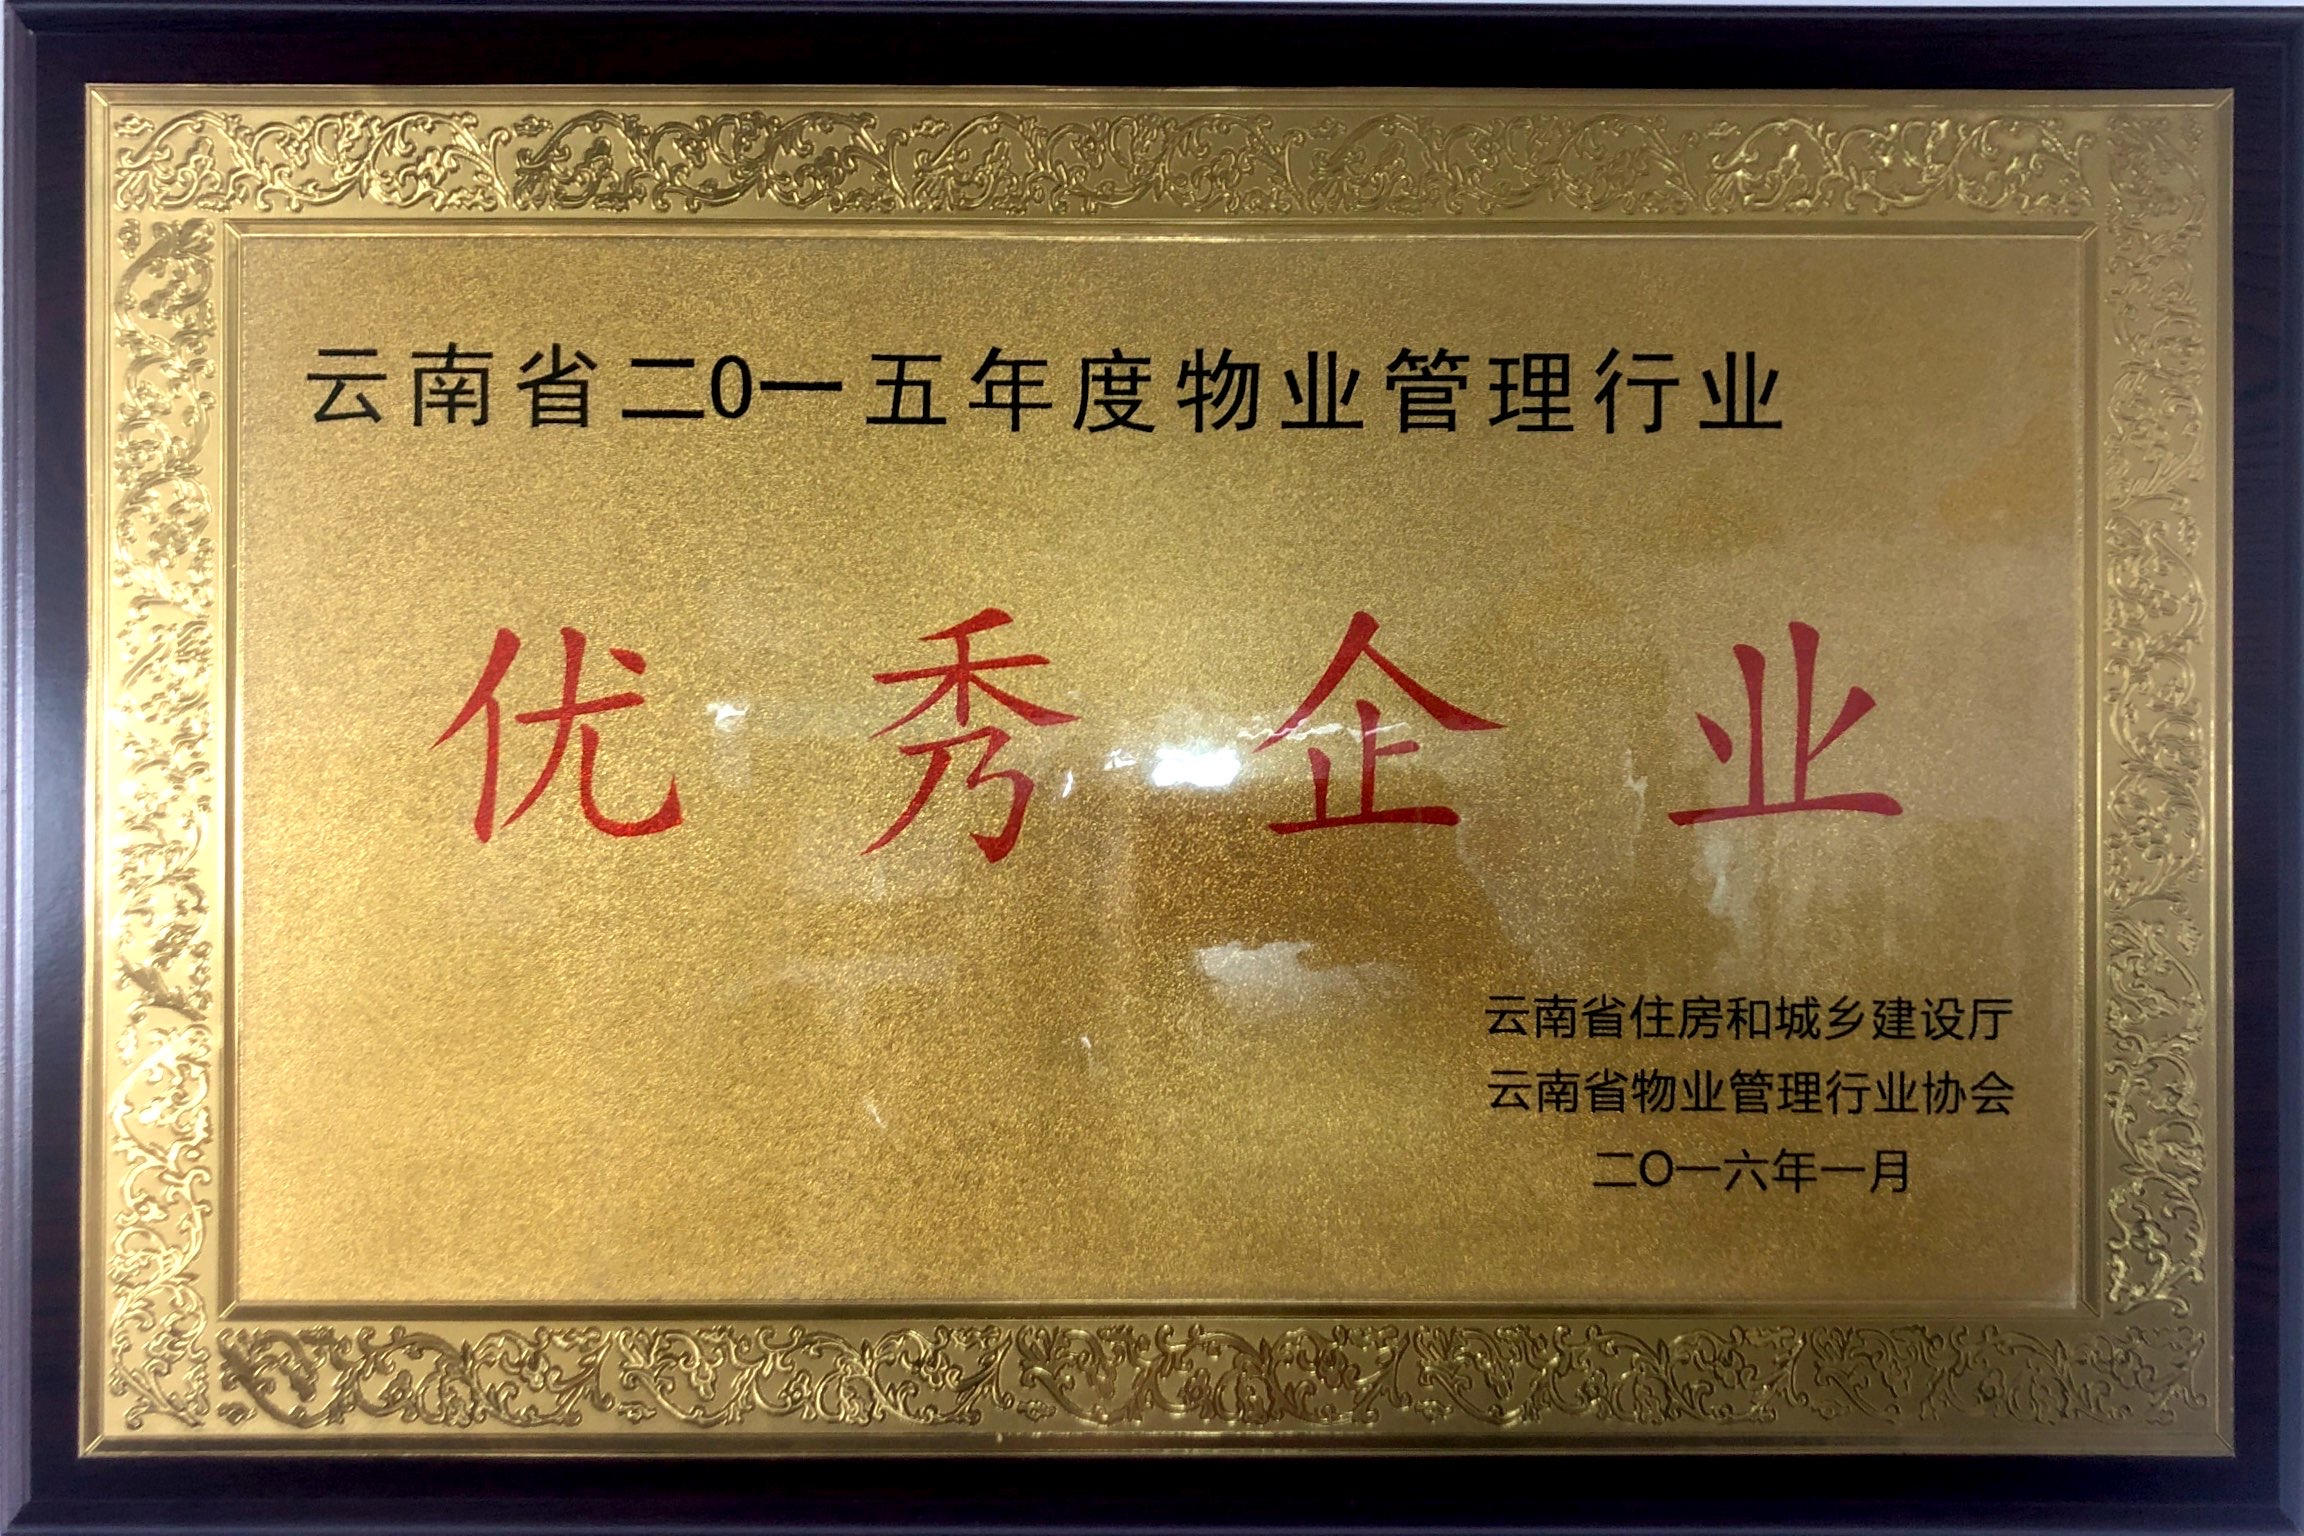 云南省二0一五年度物业管理行业
优秀企业
云南省住房和城乡建设厅
云南省物业管理行业协会
二〇一六年一月